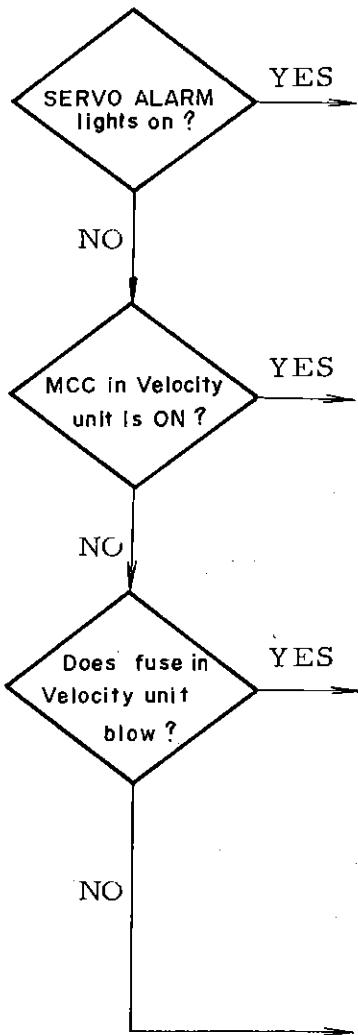 SERVO ALARM
lights on ?
YES
NO
MCC in Velocity
unit is ON ?
YES
NO
Does fuse in
Velocity unit
blow ?
YES
NO